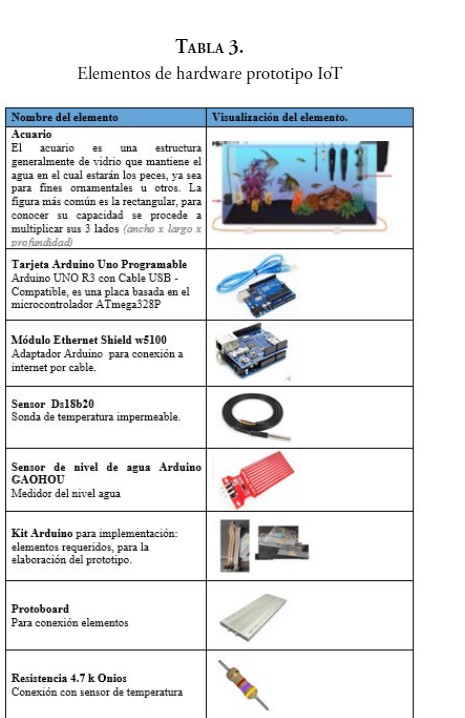 TABLA 3.
Elementos de hardware prototipo IoT
Nombre del elemento
Visualización del elemento.
Acuario
El acuario es una estructura
generalmente de vidrio que mantiene el
agua en el cual estarán los peces, ya sea
para fines ornamentales u otros. La
figura más común es la rectangular, para
conocer su capacidad se procede a
multiplicar sus 3 lados (ancho x largo x
profundidad)
Tarjeta Arduino Uno Programable
Arduino UNO R3 con Cable USB -
Compatible, es una placa basada en el
microcontrolador ATmega328P
Módulo Ethernet Shield w5100
Adaptador Arduino para conexión a
internet por cable.
Sensor Ds18b20
Sonda de temperatura impermeable.
Sensor de nivel de agua Arduino
GAOHOU
Medidor del nivel agua
Kit Arduino para implementación:
elementos requeridos, para la
elaboración del prototipo.
Protoboard
Para conexión elementos
Resistencia 4.7 k Onios
Conexión con sensor de temperatura